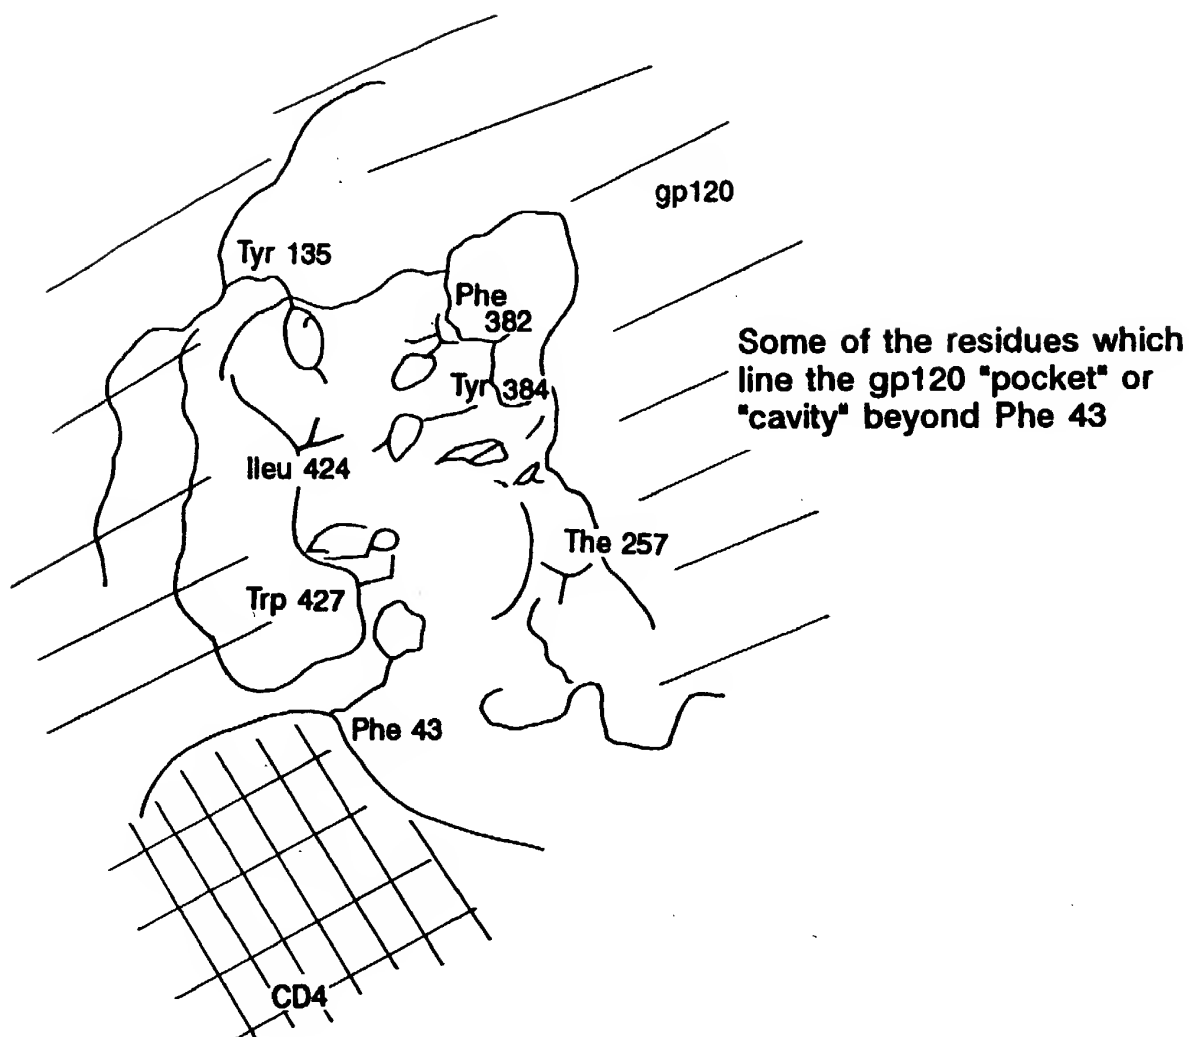 gp120
Tyr 135
Phe
382
Some of the residues which
line the gp120 "pocket" or
"cavity" beyond Phe 43
Tyr 384
Ileu 424
The 257
Trp 427
Phe 43
CD4